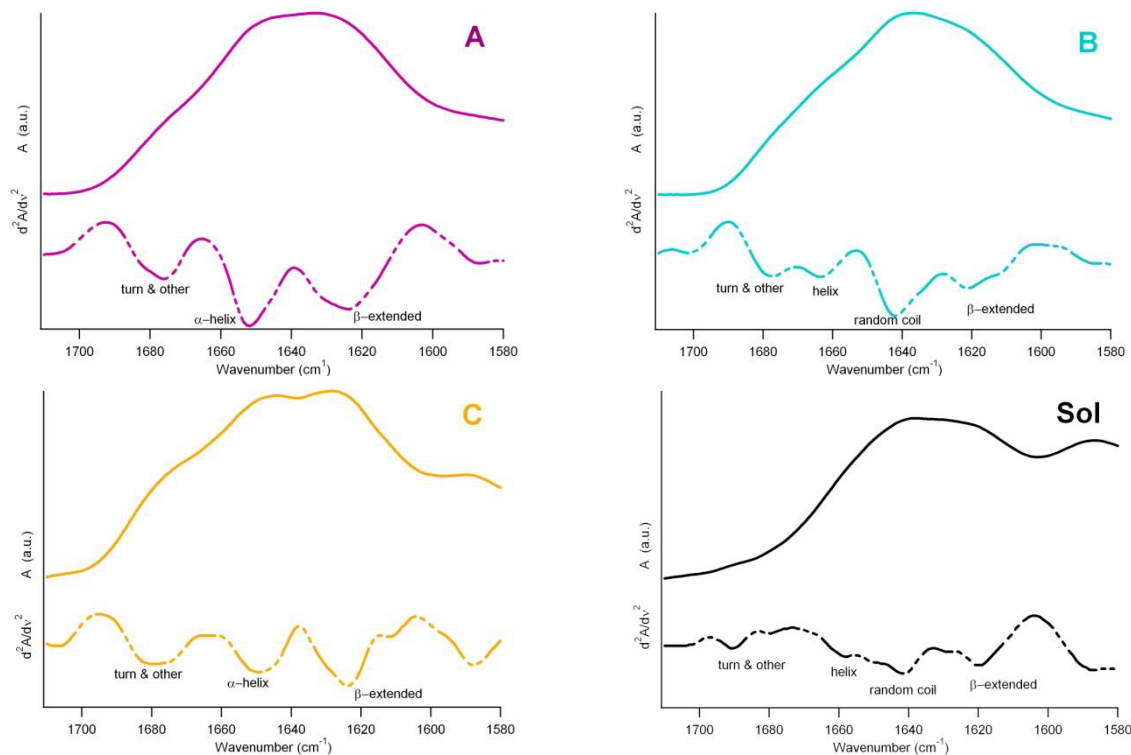 A
A (a.u.)
d²A/dν²
turn & other
α–helix
β–extended
1700 1680 1660 1640 1620 1600 1580
Wavenumber (cm¹)
B
A (a.u.)
d²A/dν²
turn & other
helix
random coil
β–extended
1700 1680 1660 1640 1620 1600 1580
Wavenumber (cm⁻¹)
C
A (a.u.)
d²A/dν²
turn & other
α–helix
β–extended
1700 1680 1660 1640 1620 1600 1580
Wavenumber (cm⁻¹)
Sol
A (a.u.)
d²A/dν²
turn & other
helix
random coil
β–extended
1700 1680 1660 1640 1620 1600 1580
Wavenumber (cm⁻¹)